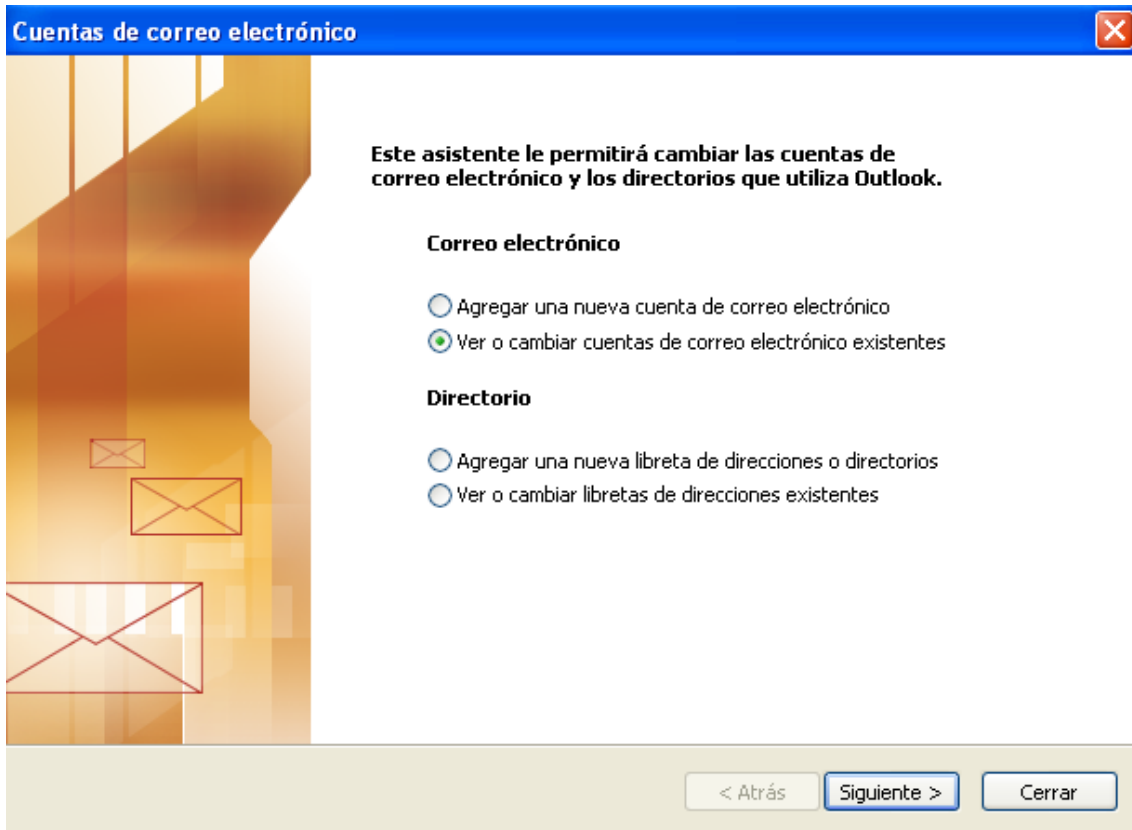 Cuentas de correo electrónico
Este asistente le permitirá cambiar las cuentas de
correo electrónico y los directorios que utiliza Outlook.
Correo electrónico
Agregar una nueva cuenta de correo electrónico
Ver o cambiar cuentas de correo electrónico existentes
Directorio
Agregar una nueva libreta de direcciones o directorios
Ver o cambiar libretas de direcciones existentes
< Atrás Siguiente > Cerrar